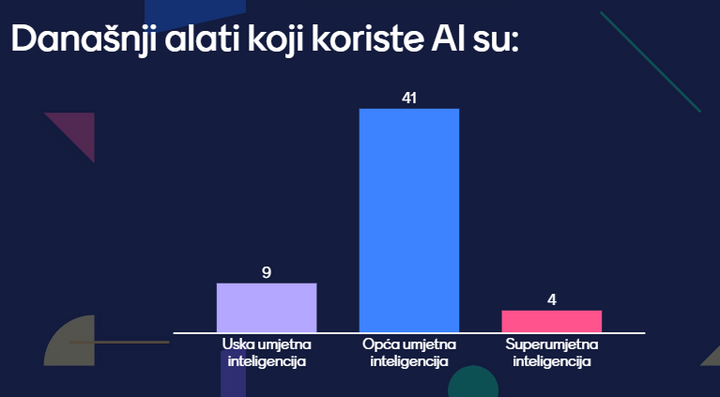 Današnji alati koji koriste AI su:
41
9
4
Uska umjetna
inteligencija
Opća umjetna
inteligencija
Superumjetna
inteligencija